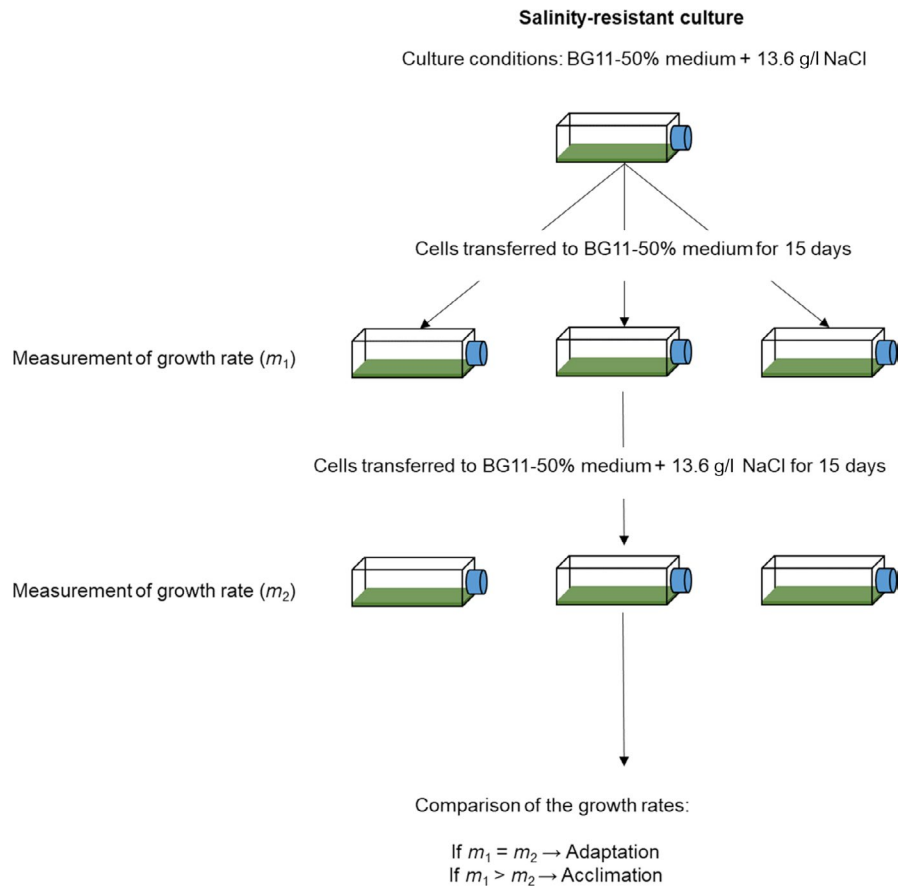 Salinity-resistant culture
Culture conditions: BG11-50% medium + 13.6 g/l NaCl
Cells transferred to BG11-50% medium for 15 days
Measurement of growth rate (m₁)
Cells transferred to BG11-50% medium + 13.6 g/l NaCl for 15 days
Measurement of growth rate (m₂)
Comparison of the growth rates:
If m₁ = m₂ → Adaptation
If m₁ > m₂ → Acclimation